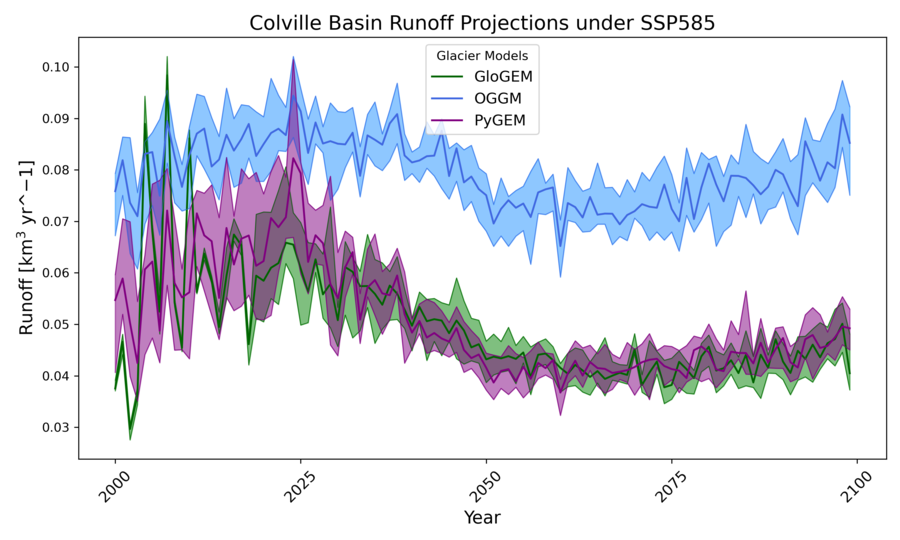 Colville Basin Runoff Projections under SSP585
Glacier Models
GloGEM
OGGM
PyGEM
Runoff [km³ yr^−1]
0.10
0.09
0.08
0.07
0.06
0.05
0.04
0.03
2000
2025
2050
2075
2100
Year